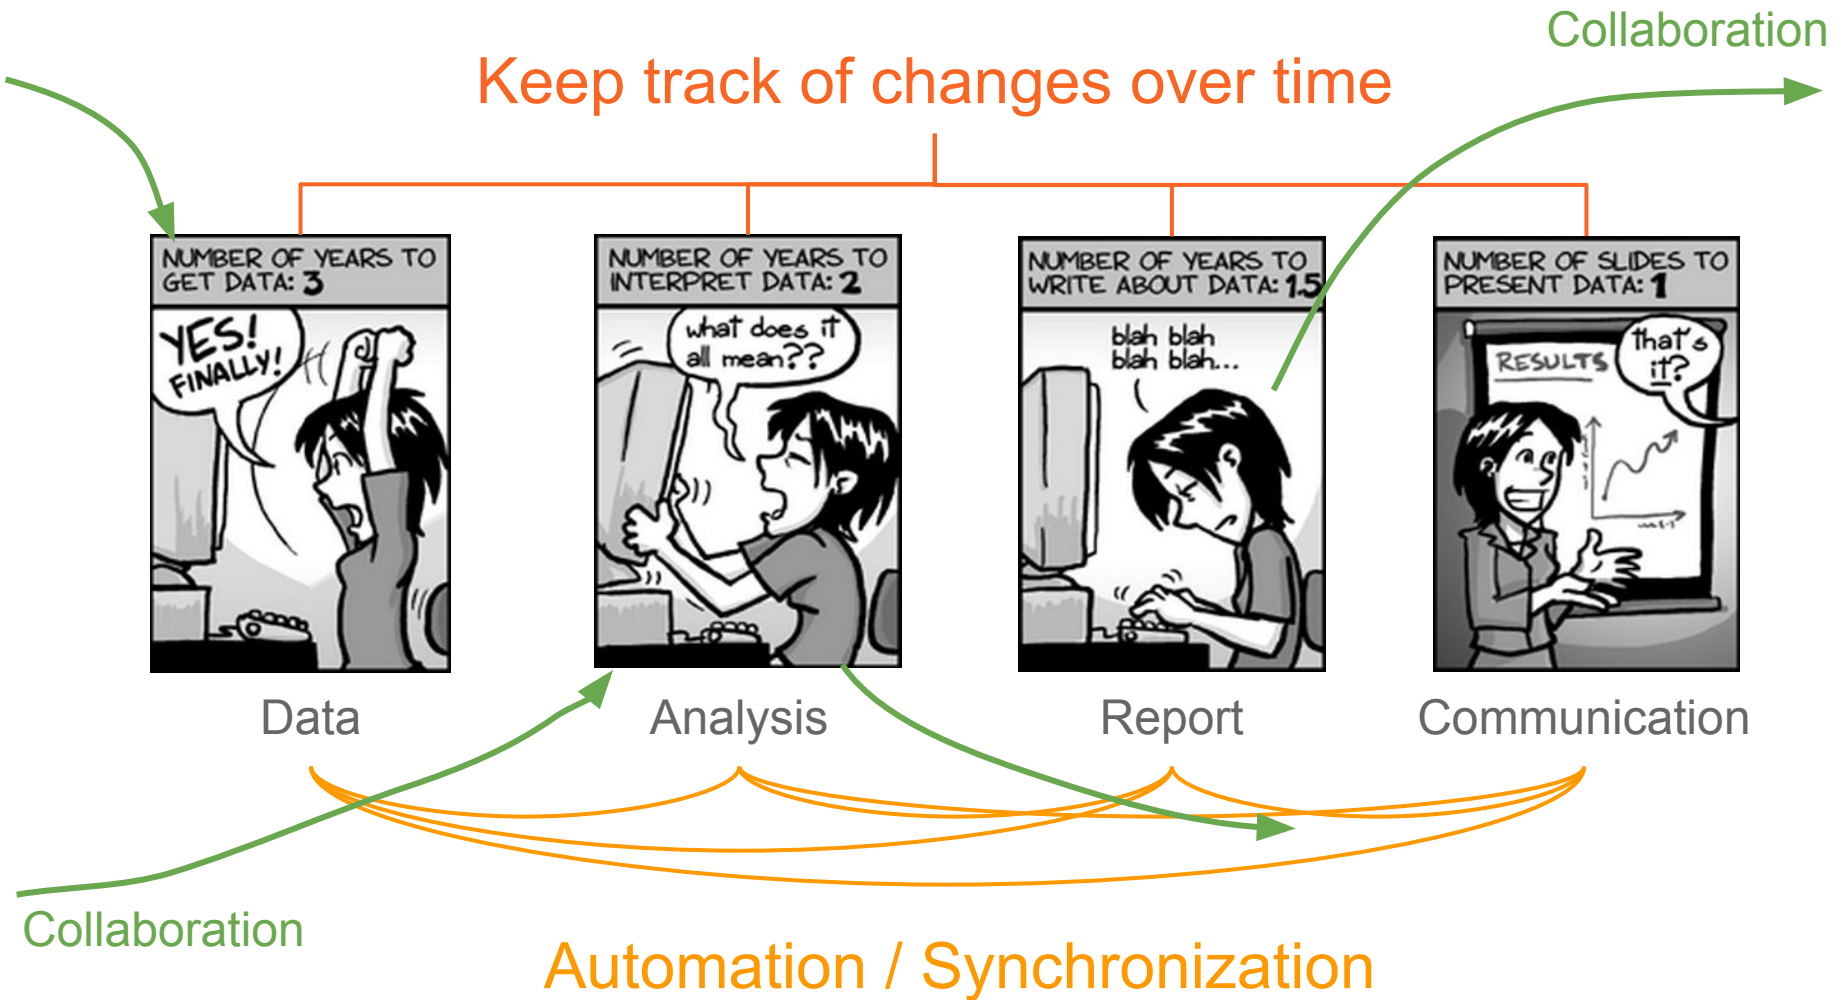 Collaboration
Keep track of changes over time
NUMBER OF YEARS TO
GET DATA: 3
YES!
FINALLY!
NUMBER OF YEARS TO
INTERPRET DATA: 2
what does it
all mean??
NUMBER OF YEARS TO
WRITE ABOUT DATA: 1.5
blah blah
blah blah...
NUMBER OF SLIDES TO
PRESENT DATA: 1
that's
it?
RESULTS
Data
Analysis
Report
Communication
Collaboration
Automation / Synchronization